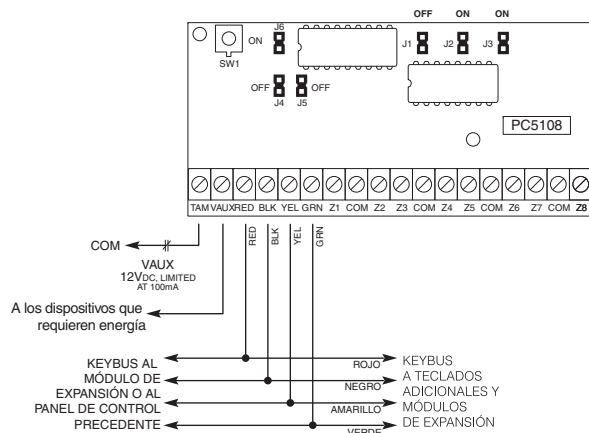 OFF ON ON
J6
ON
J1 J2 J3
SW1
OFF OFF
J4 J5
PC5108
TAM VAUX RED BLK YEL GRN Z1 COM Z2 Z3 COM Z4 Z5 COM Z6 Z7 COM Z8
RED BLK YEL GRN
COM
VAUX
12VDC, LIMITED
AT 100mA
A los dispositivos que
requieren energía
KEYBUS AL
MÓDULO DE
EXPANSIÓN O AL
PANEL DE CONTROL
PRECEDENTE
ROJO
NEGRO
AMARILLO
VERDE
KEYBUS
A TECLADOS
ADICIONALES Y
MÓDULOS
DE EXPANSIÓN